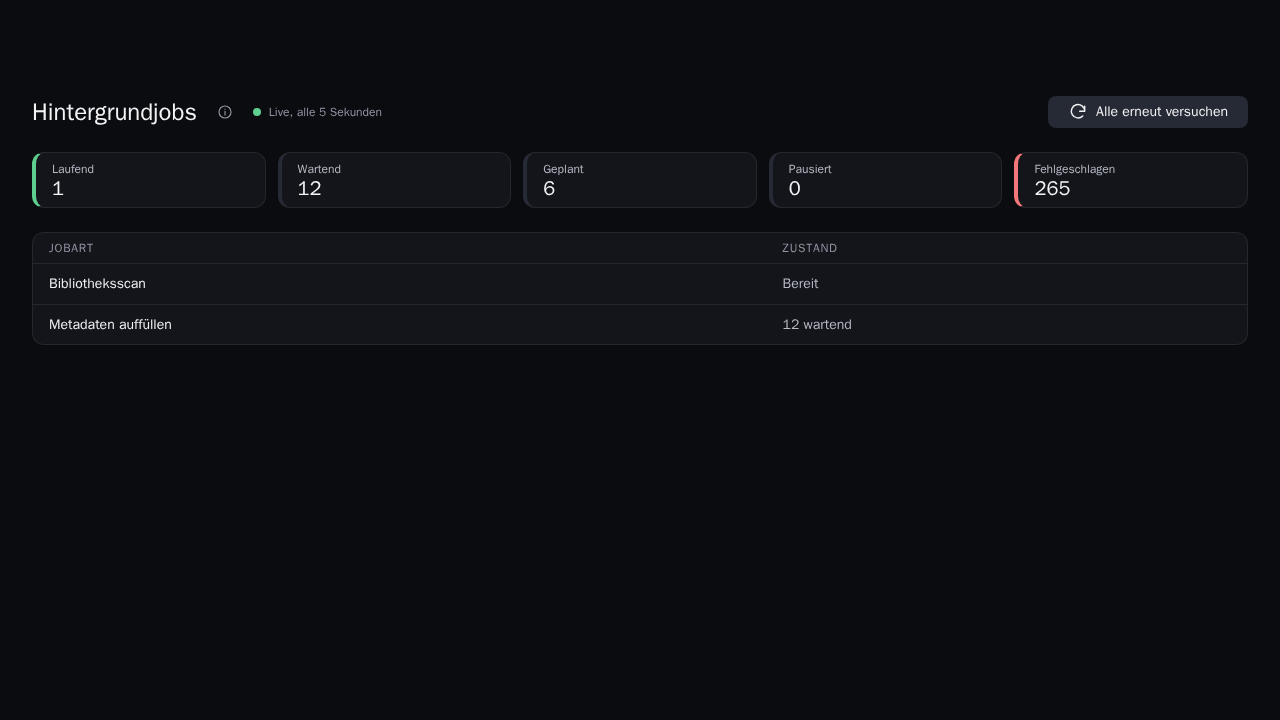 Hintergrundjobs
Live, alle 5 Sekunden
Alle erneut versuchen
Laufend
1
Wartend
12
Geplant
6
Pausiert
0
Fehlgeschlagen
265
JOBART
ZUSTAND
Bibliotheksscan
Bereit
Metadaten auffüllen
12 wartend